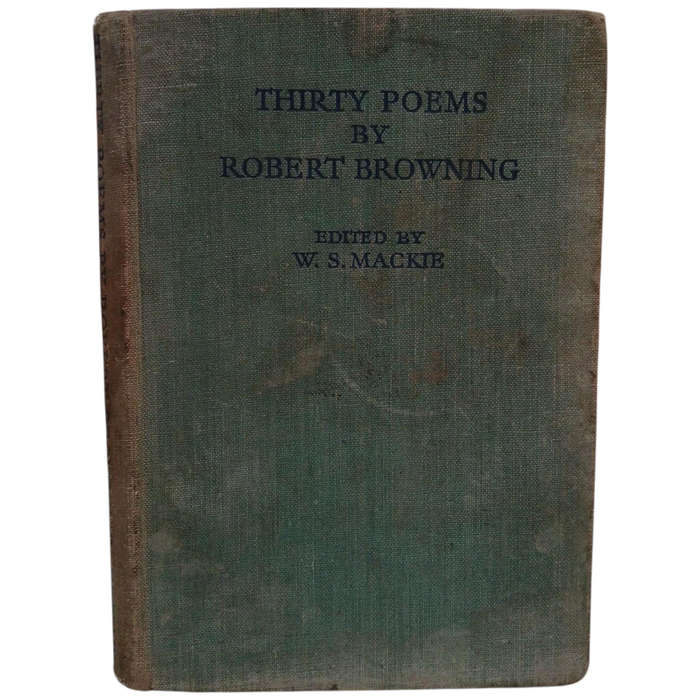 THIRTY POEMS
BY
ROBERT BROWNING
EDITED BY
W. S. MACKIE